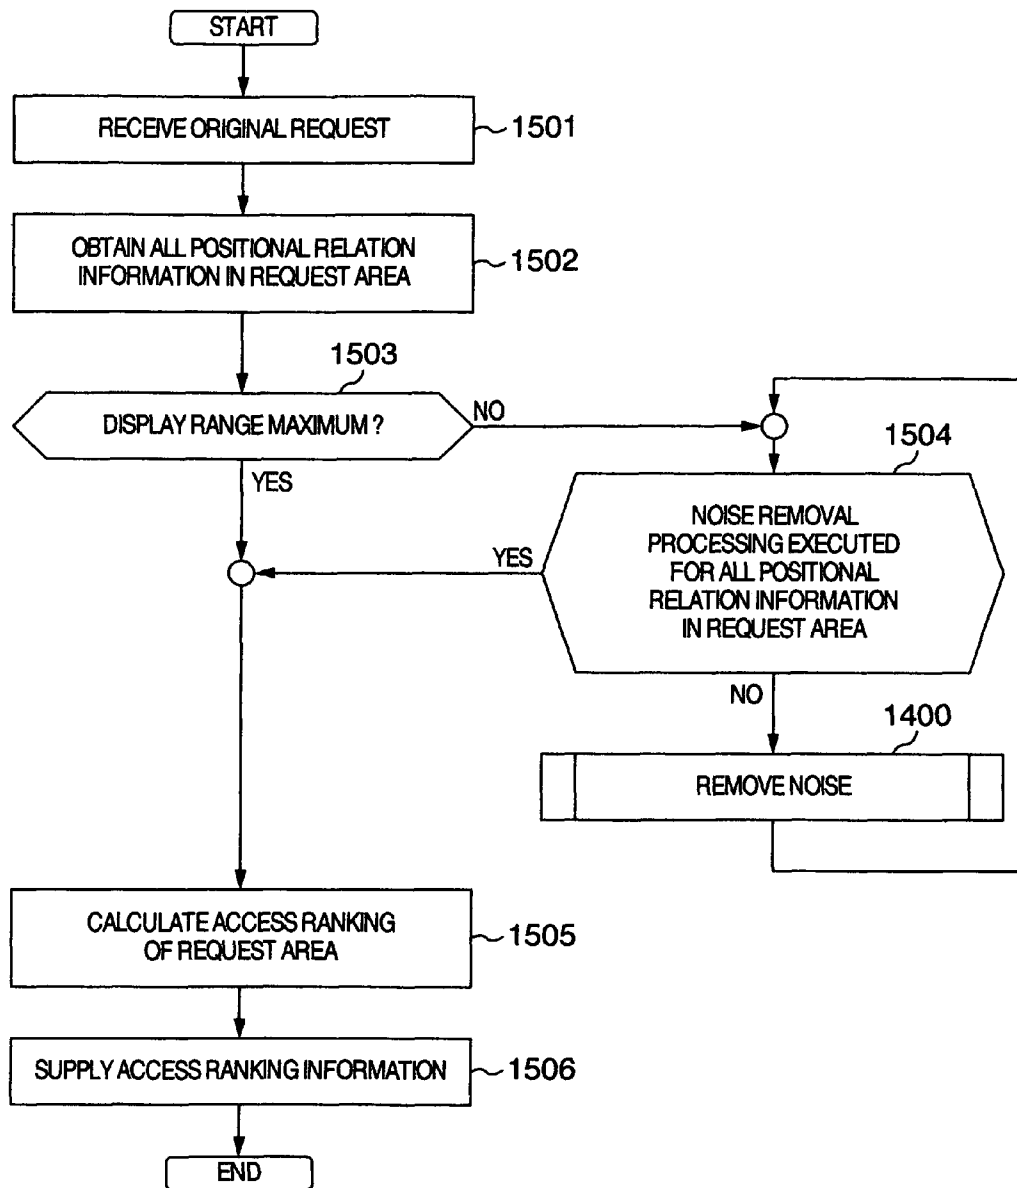 START
RECEIVE ORIGINAL REQUEST
1501
OBTAIN ALL POSITIONAL RELATION
INFORMATION IN REQUEST AREA
1502
1503
DISPLAY RANGE MAXIMUM ?
NO
YES
1504
NOISE REMOVAL
PROCESSING EXECUTED
FOR ALL POSITIONAL
RELATION INFORMATION
IN REQUEST AREA
YES
NO
1400
REMOVE NOISE
CALCULATE ACCESS RANKING
OF REQUEST AREA
1505
SUPPLY ACCESS RANKING INFORMATION
1506
END